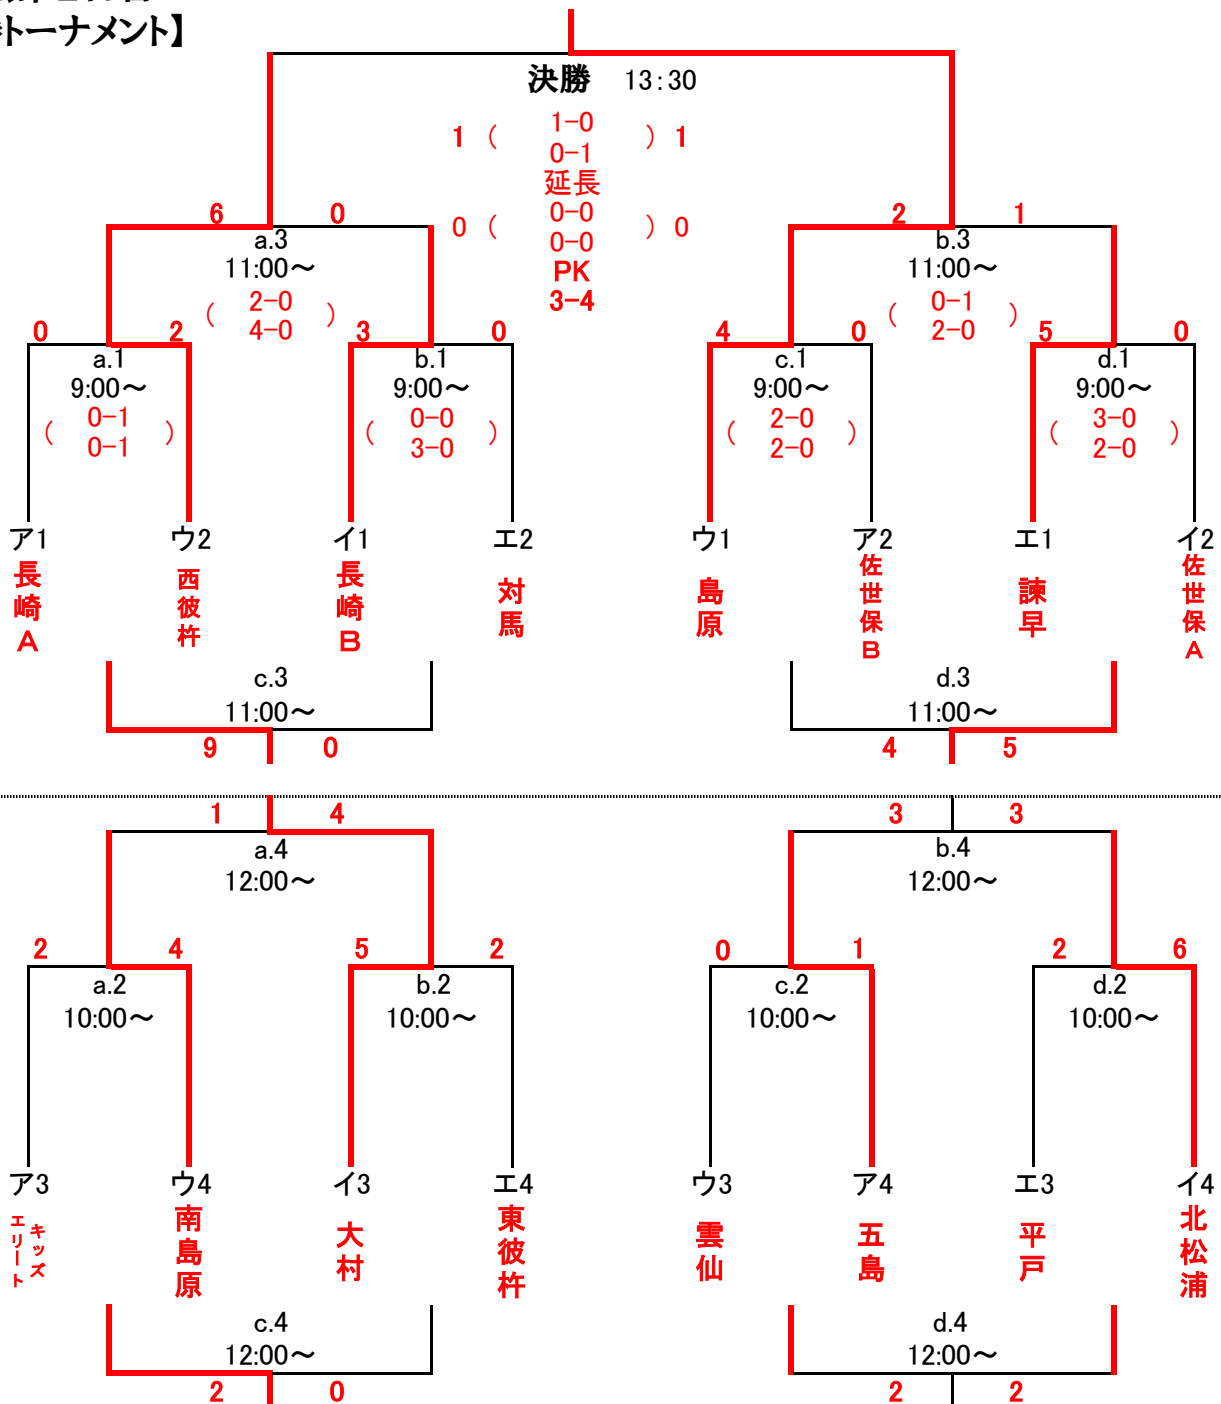 トーナメント】
決勝 13:30
1 ( 1-0 ) 1
0-1
延長
0 ( 0-0 ) 0
0-0
PK
3-4
6 0
a.3
11:00～
( 2-0 )
4-0
2 1
b.3
11:00～
( 0-1 )
2-0
0 2
a.1
9:00～
( 0-1 )
0-1
3 0
b.1
9:00～
( 0-0 )
3-0
4 0
c.1
9:00～
( 2-0 )
2-0
5 0
d.1
9:00～
( 3-0 )
2-0
ア1 ウ2 イ1 エ2 ウ1 ア2 エ1 イ2
長崎A
西彼杵
長崎B
対馬
島原
佐世保B
諫早
佐世保A
c.3
11:00～
9 0
d.3
11:00～
4 5
1 4
a.4
12:00～
3 3
b.4
12:00～
2 4
a.2
10:00～
5 2
b.2
10:00～
0 1
c.2
10:00～
2 6
d.2
10:00～
ア3 ウ4 イ3 エ4 ウ3 ア4 エ3 イ4
キッズ
エリート
南島原
大村
東彼杵
雲仙
五島
平戸
北松浦
c.4
12:00～
2 0
d.4
12:00～
2 2